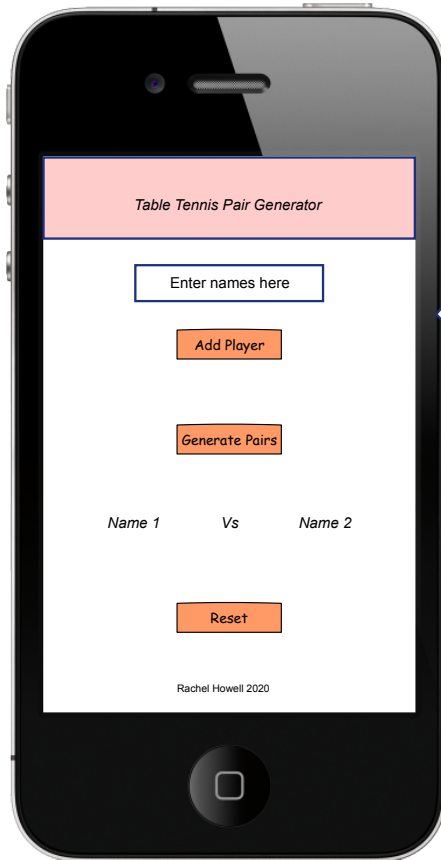 Table Tennis Pair Generator
Enter names here
Add Player
Generate Pairs
Name 1 Vs Name 2
Reset
Rachel Howell 2020